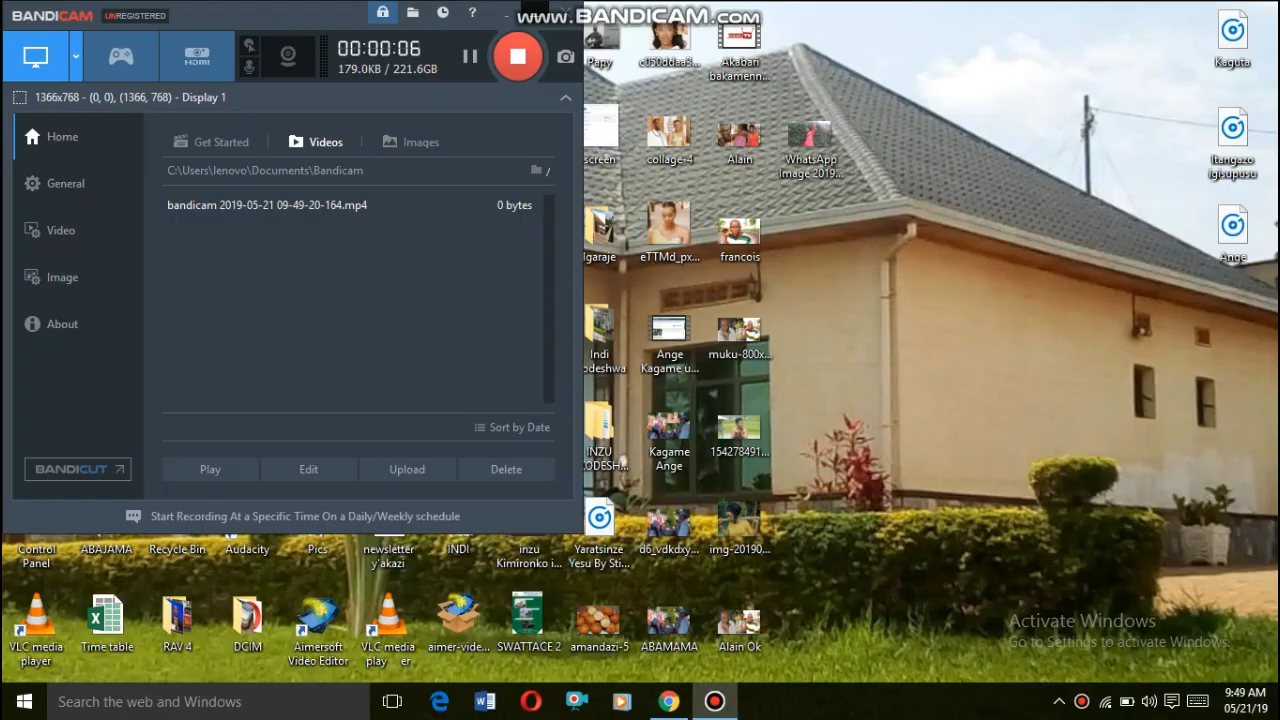 BANDICAM UNREGISTERED
www.BANDICAM.com
00:00:06
179.0KB / 221.6GB
HDMI
1366x768 - (0, 0), (1366, 768) - Display 1
Home
General
Video
Image
About
BANDICUT
Get Started
Videos
Images
C:\Users\lenovo\Documents\Bandicam
/
bandicam 2019-05-21 09-49-20-164.mp4
0 bytes
Sort by Date
Play
Edit
Upload
Delete
Start Recording At a Specific Time On a Daily/Weekly schedule
Papy
c050ddaa5...
Akabari
bakamenn...
Kaguta
screen
collage-4
Alain
WhatsApp
Image 2019...
Itangazo
igisupusu
Igaraje
eTTMd_px...
francois
Ange
Indi
odeshwa
Ange
Kagame u...
muku-800x...
INZU
ODESH...
Kagame
Ange
154278491...
Control
Panel
ABAJAMA
Recycle Bin
Audacity
Pics
newsletter
y'akazi
INDI
inzu
Kimironko i...
Yaratsinze
Yesu By Sti...
d6_vdkdxy...
img-20190...
VLC media
player
Time table
RAV 4
DCIM
Aimersoft
Video Editor
VLC media
play er
aimer-vide...
SWATTACE 2
amandazi-5
ABAMAMA
Alain Ok
Activate Windows
Go to Settings to activate Windows.
Search the web and Windows
9:49 AM
05/21/19